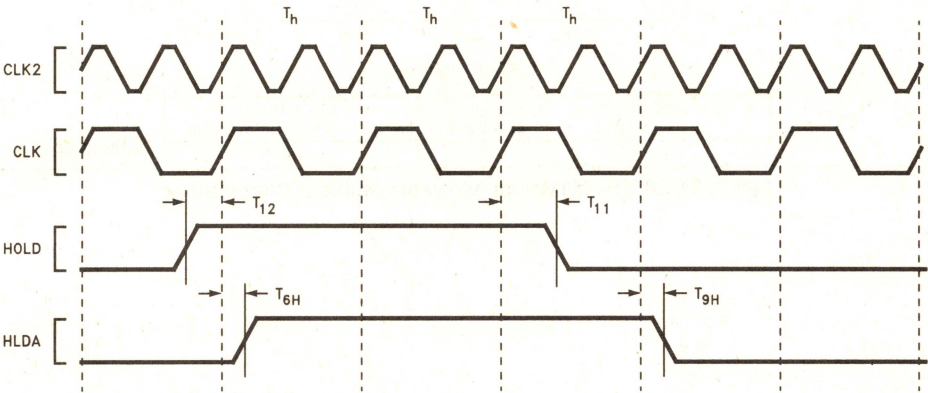 Th Th Th
CLK2
CLK
T12 T11
HOLD
T6H T9H
HLDA